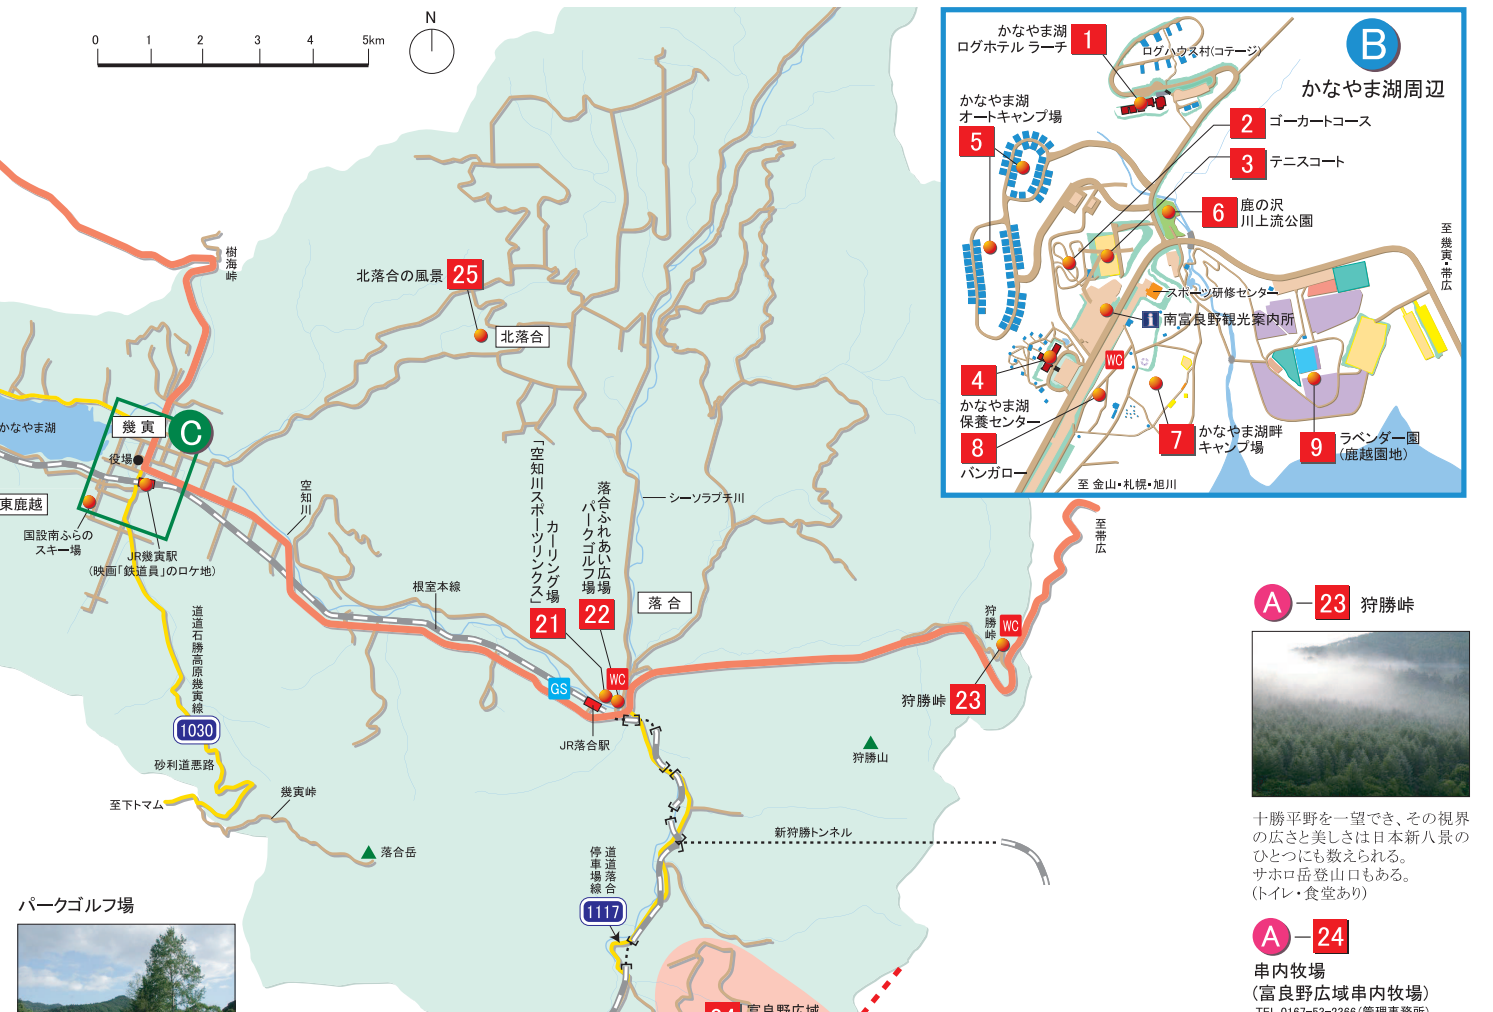 0 1 2 3 4 5km
N
樹海峠
北落合の風景 25
北落合
かなやま湖
幾寅
C
役場
東鹿越
国設南ふらの
スキー場
JR幾寅駅
(映画「鉄道員」のロケ地)
空知川
道道石勝高原幾寅線
1030
砂利道悪路
至下トマム
幾寅峠
落合岳
根室本線
「空知川スポーツリンクス」
カーリング場
21
落合ふれあい広場
パークゴルフ場
22
シーソラプチ川
落合
GS
WC
JR落合駅
狩勝峠
WC
狩勝峠 23
至帯広
狩勝山
新狩勝トンネル
道道落合
停車場線
1117
24
富良野広域
B
かなやま湖周辺
かなやま湖
ログホテル ラーチ
1
ログハウス村(コテージ)
かなやま湖
オートキャンプ場
5
2 ゴーカートコース
3 テニスコート
6 鹿の沢
川上流公園
至幾寅・帯広
スポーツ研修センター
i 南富良野観光案内所
WC
4
かなやま湖
保養センター
8
バンガロー
7 かなやま湖畔
キャンプ場
9 ラベンダー園
(鹿越園地)
至 金山・札幌・旭川
A-23 狩勝峠
十勝平野を一望でき、その視界
の広さと美しさは日本新八景の
ひとつにも数えられる。
サホロ岳登山口もある。
(トイレ・食堂あり)
A-24
串内牧場
(富良野広域串内牧場)
TEL 0167-53-2366(管理事務所)
パークゴルフ場